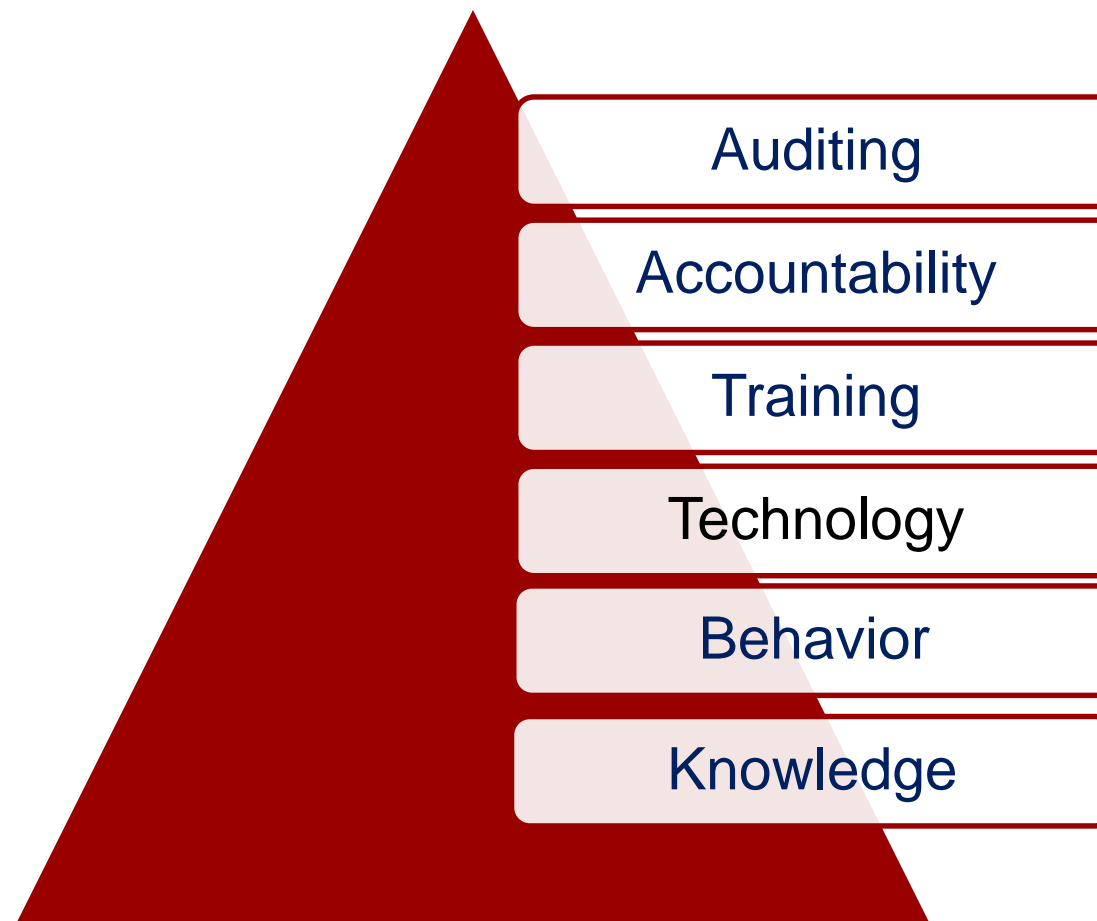 Auditing
Accountability
Training
Technology
Behavior
Knowledge